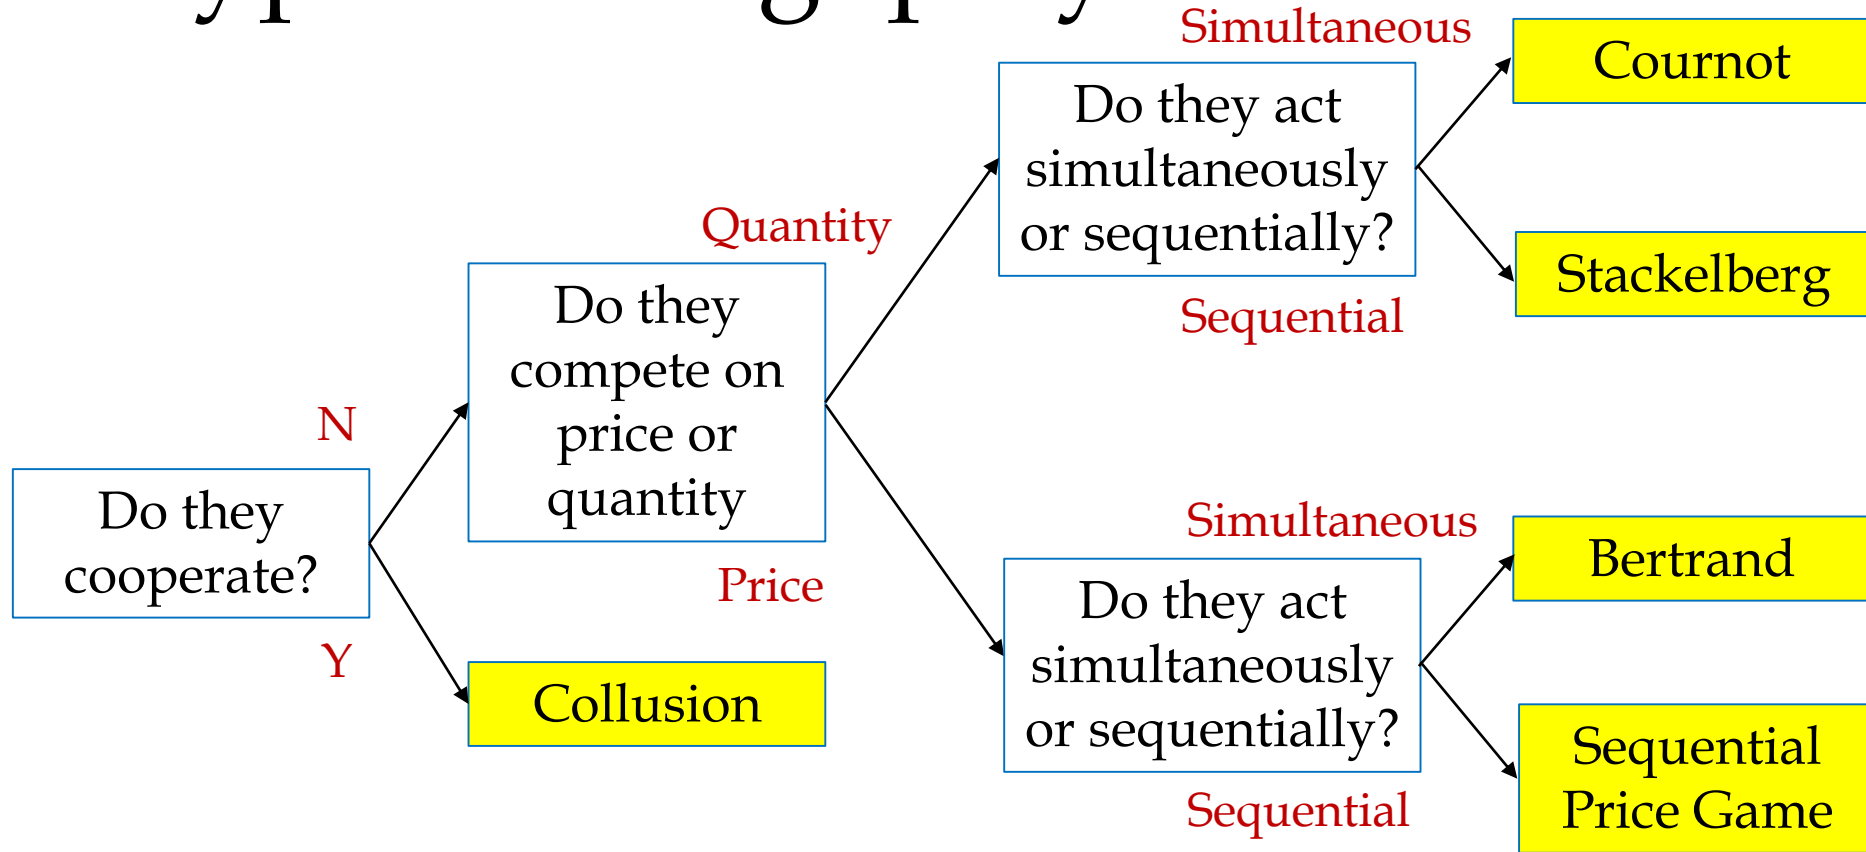 Simultaneous
Cournot
Do they act
simultaneously
or sequentially?
Quantity
Stackelberg
Sequential
Do they
compete on
price or
quantity
N
Do they
cooperate?
Simultaneous
Bertrand
Price
Do they act
simultaneously
or sequentially?
Y
Collusion
Sequential
Price Game
Sequential